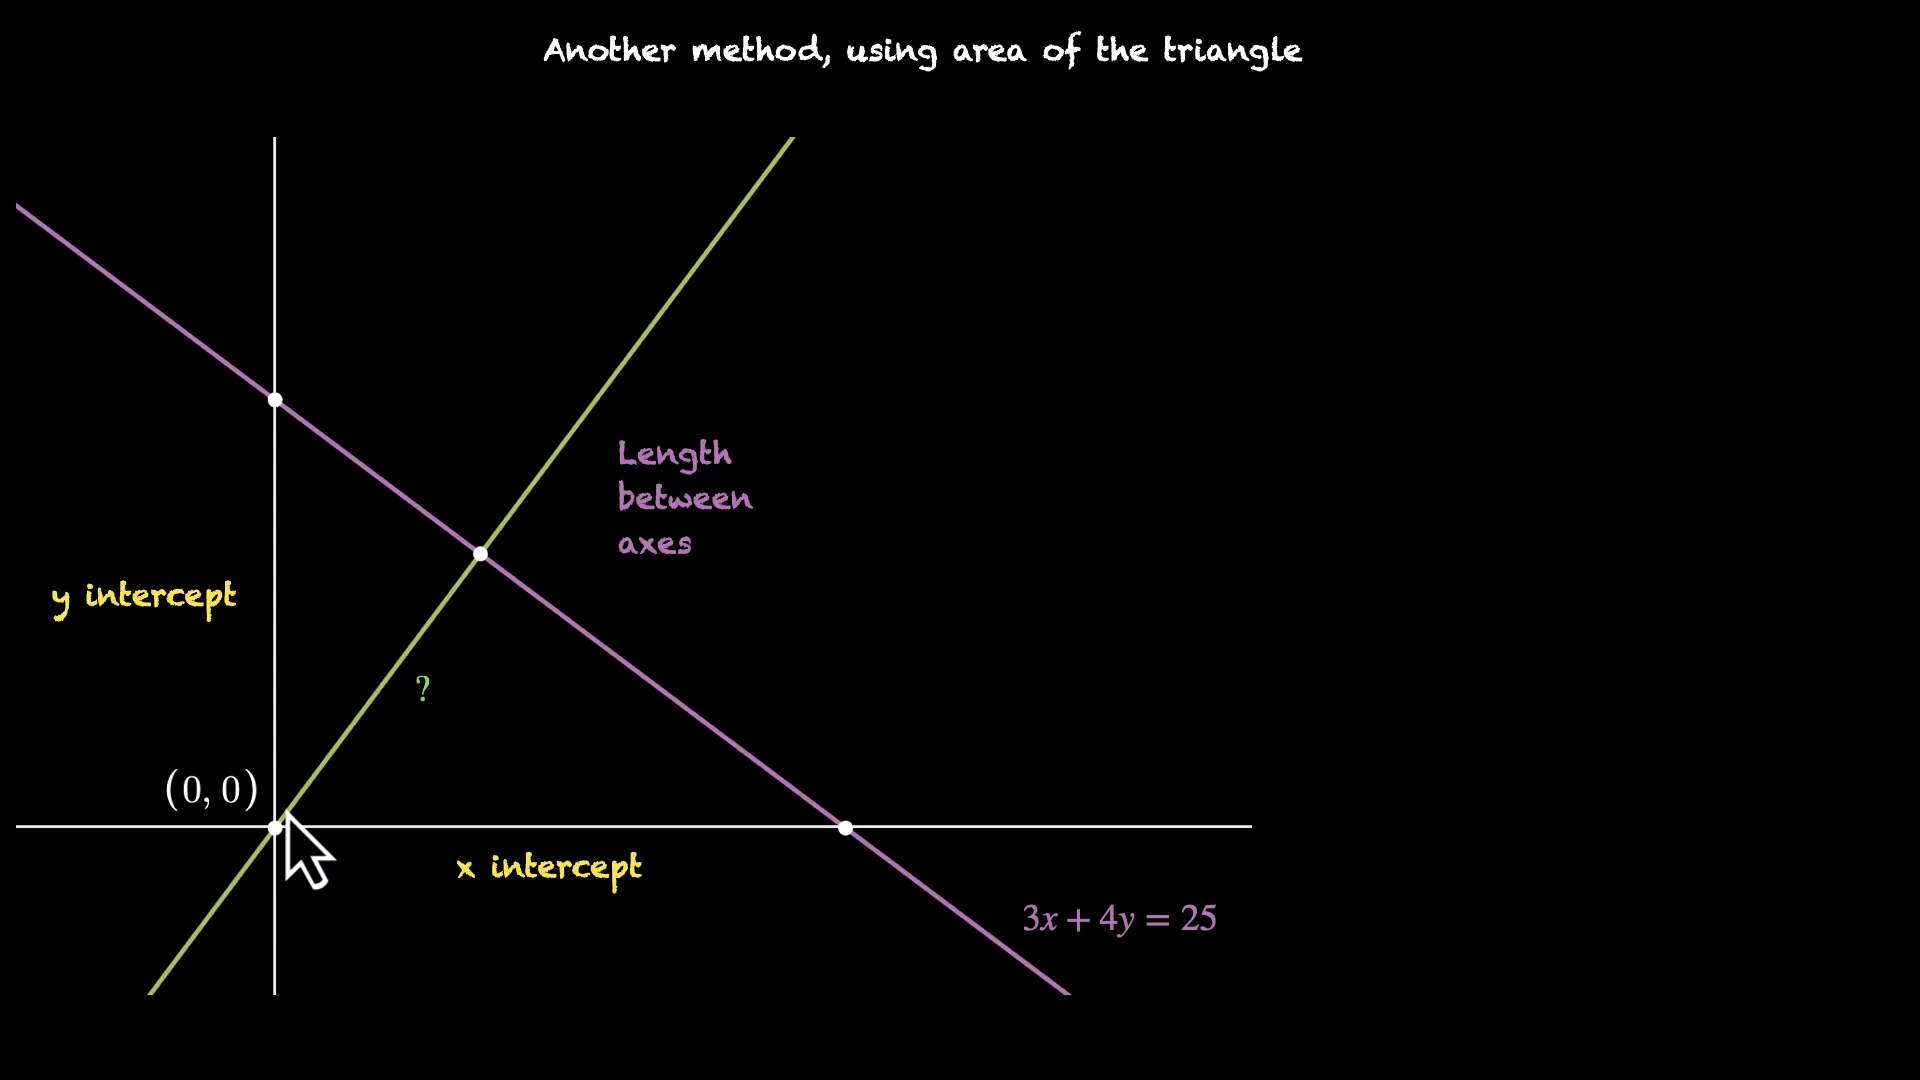 Another method, using area of the triangle
Length
between
axes
y intercept
?
(0, 0)
x intercept
3x + 4y = 25